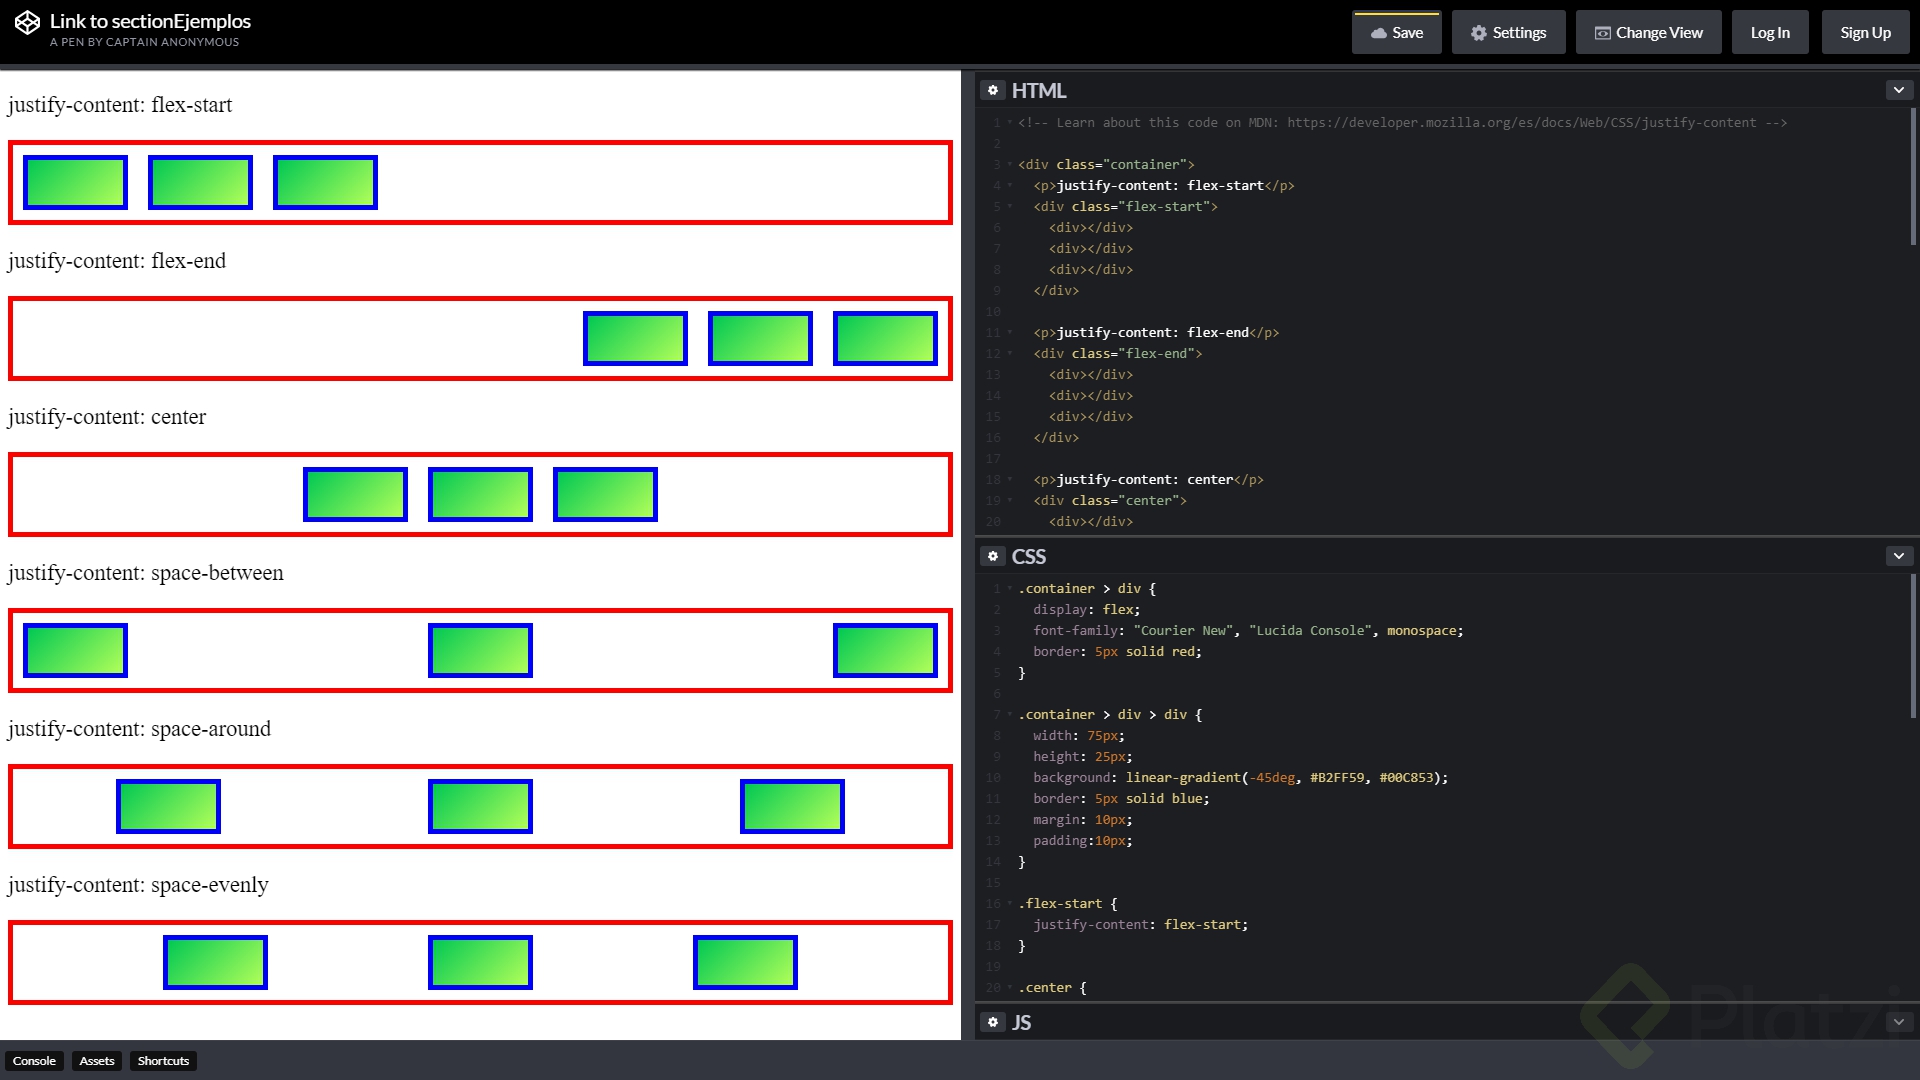 Link to sectionEjemplos
A PEN BY CAPTAIN ANONYMOUS
Save
Settings
Change View
Log In
Sign Up
justify-content: flex-start
justify-content: flex-end
justify-content: center
justify-content: space-between
justify-content: space-around
justify-content: space-evenly
HTML
1 <!-- Learn about this code on MDN: https://developer.mozilla.org/es/docs/Web/CSS/justify-content -->
2
3 <div class="container">
4 <p>justify-content: flex-start</p>
5 <div class="flex-start">
6 <div></div>
7 <div></div>
8 <div></div>
9 </div>
10
11 <p>justify-content: flex-end</p>
12 <div class="flex-end">
13 <div></div>
14 <div></div>
15 <div></div>
16 </div>
17
18 <p>justify-content: center</p>
19 <div class="center">
20 <div></div>
CSS
1 .container > div {
2 display: flex;
3 font-family: "Courier New", "Lucida Console", monospace;
4 border: 5px solid red;
5 }
6
7 .container > div > div {
8 width: 75px;
9 height: 25px;
10 background: linear-gradient(-45deg, #B2FF59, #00C853);
11 border: 5px solid blue;
12 margin: 10px;
13 padding:10px;
14 }
15
16 .flex-start {
17 justify-content: flex-start;
18 }
19
20 .center {
JS
Platzi
Console
Assets
Shortcuts